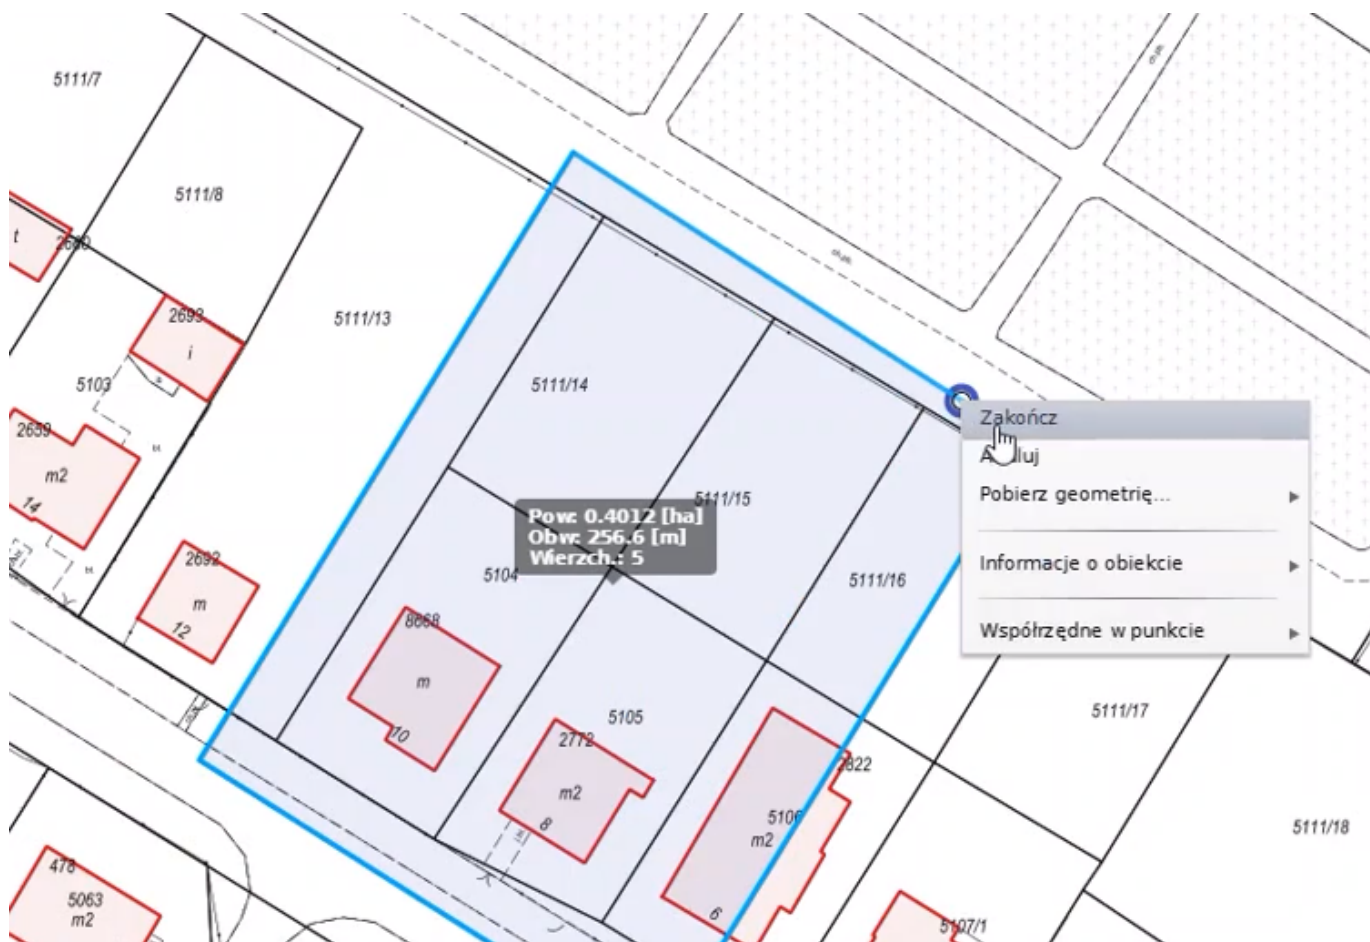 5111/7
5111/8
t
2680
2693
i
5111/13
5103
2659
m2
14
2692
m
12
5111/14
5111/15
Zakończ
Pobierz geometrię...
Informacje o obiekcie
Współrzędne w punkcie
Pow: 0.4012 [ha]
Obw: 256.6 [m]
Wierzch.: 5
5104
5111/16
8668
m
10
5105
2772
m2
8
2822
5106
m2
6
5111/17
5111/18
478
5063
m2
5107/1